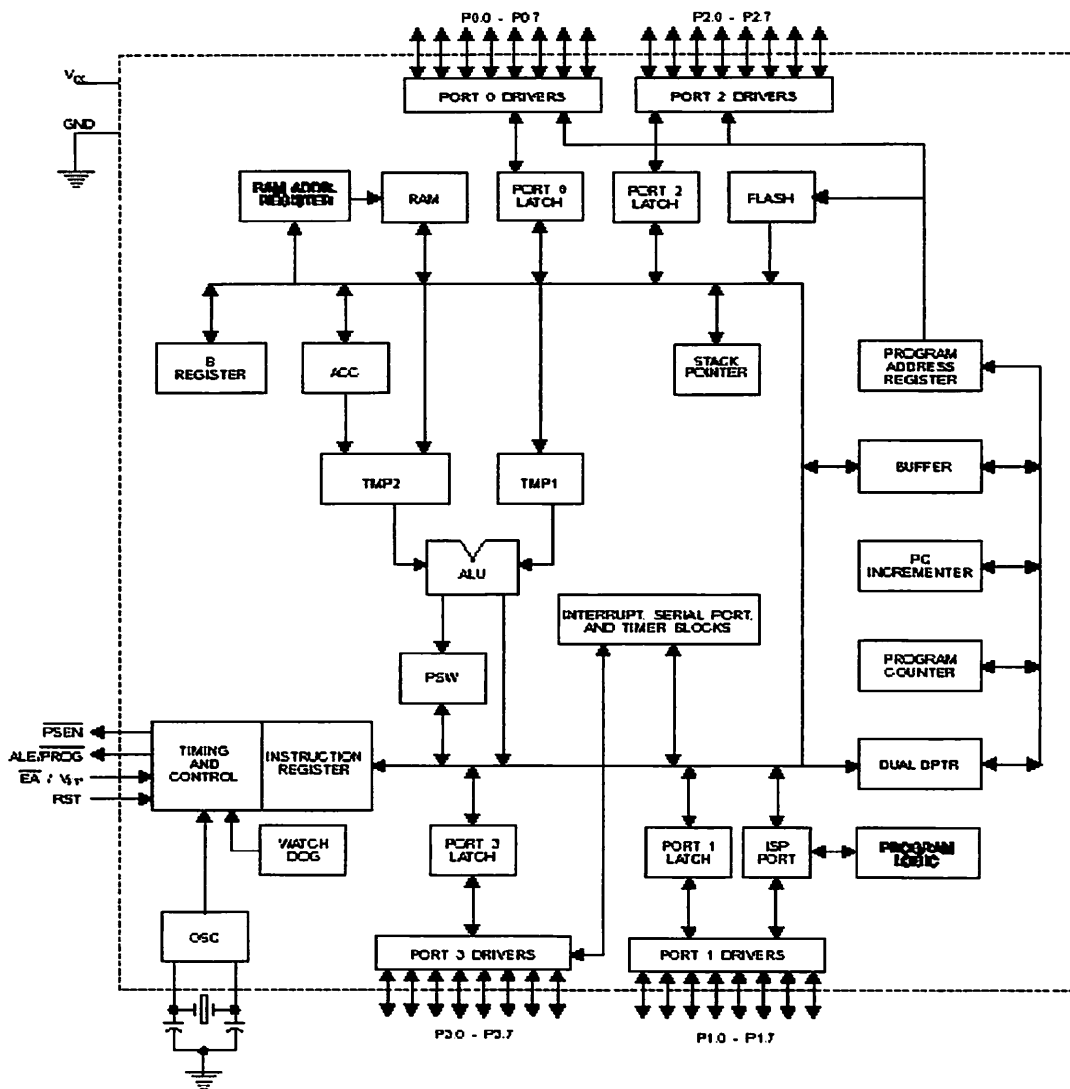 P0.0 - P0.7
P2.0 - P2.7
VCC
PORT 0 DRIVERS
PORT 2 DRIVERS
GND
RAM ADDR.
REGISTER
RAM
PORT 0
LATCH
PORT 2
LATCH
FLASH
B
REGISTER
ACC
STACK
POINTER
PROGRAM
ADDRESS
REGISTER
BUFFER
TMP2
TMP1
ALU
PC
INCREMENTER
INTERRUPT, SERIAL PORT,
AND TIMER BLOCKS
PSW
PROGRAM
COUNTER
PSEN
ALE/PROG
EA / VPP
RST
TIMING
AND
CONTROL
INSTRUCTION
REGISTER
DUAL DPTR
WATCH
DOG
PORT 3
LATCH
PORT 1
LATCH
ISP
PORT
PROGRAM
LOGIC
OSC
PORT 3 DRIVERS
PORT 1 DRIVERS
P3.0 - P3.7
P1.0 - P1.7